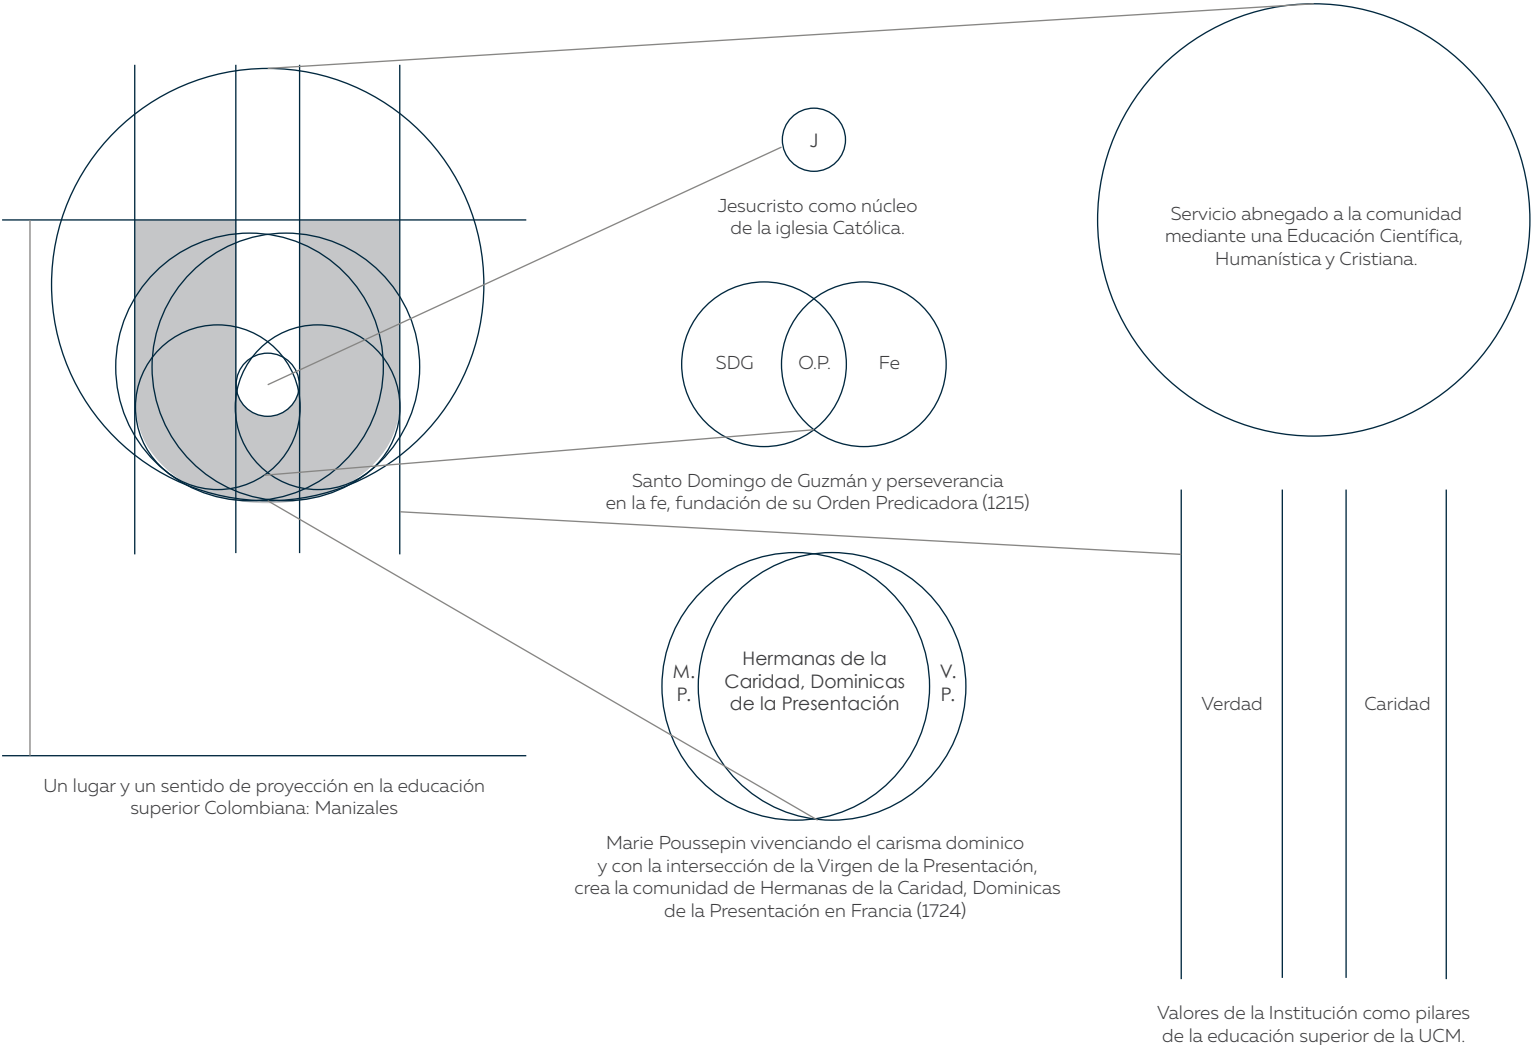 J
Jesucristo como núcleo
de la iglesia Católica.
Servicio abnegado a la comunidad
mediante una Educación Científica,
Humanística y Cristiana.
SDG
O.P.
Fe
Santo Domingo de Guzmán y perseverancia
en la fe, fundación de su Orden Predicadora (1215)
M.
P.
Hermanas de la
Caridad, Dominicas
de la Presentación
V.
P.
Marie Poussepin vivenciando el carisma dominico
y con la intersección de la Virgen de la Presentación,
crea la comunidad de Hermanas de la Caridad, Dominicas
de la Presentación en Francia (1724)
Un lugar y un sentido de proyección en la educación
superior Colombiana: Manizales
Verdad
Caridad
Valores de la Institución como pilares
de la educación superior de la UCM.